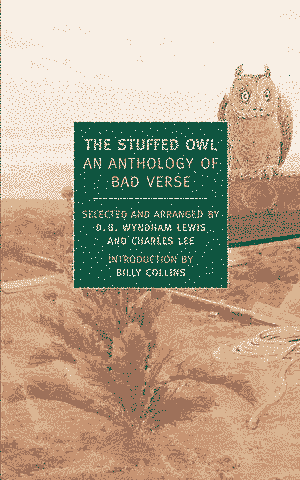 THE STUFFED OWL
AN ANTHOLOGY OF
BAD VERSE
SELECTED AND ARRANGED BY
D.B. WYNDHAM LEWIS
AND CHARLES LEE
INTRODUCTION BY
BILLY COLLINS